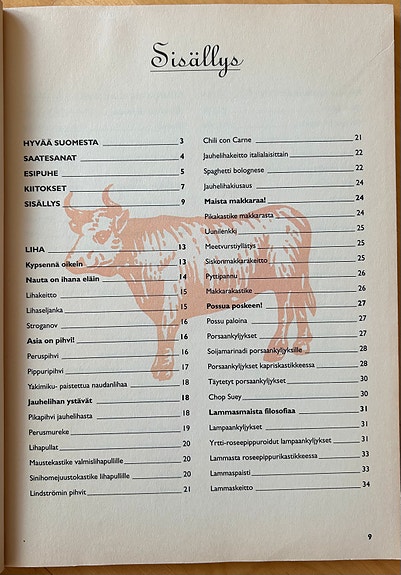 Sisällys
HYVÄÄ SUOMESTA 3
SAATESANAT 4
ESIPUHE 5
KIITOKSET 7
SISÄLLYS 9
LIHA 13
Kypsennä oikein 13
Nauta on ihana eläin 14
Lihakeitto 15
Lihaseljanka 15
Stroganov 16
Asia on pihvi! 16
Peruspihvi 16
Pippuripihvi 17
Yakimiku- paistettua naudanlihaa 18
Jauhelihan ystävät 18
Pikapihvi jauhelihasta 18
Perusmureke 19
Lihapullat 20
Maustekastike valmislihapullille 20
Sinihomejuustokastike lihapullille 20
Lindströmin pihvit 21
Chili con Carne 21
Jauhelihakeitto italialaisittain 22
Spaghetti bolognese 22
Jauhelihakiusaus 24
Maista makkaraa! 24
Pikakastike makkarasta 24
Uunilenkki 25
Meetvurstiyllätys 25
Siskonmakkarakeitto 25
Pyttipannu 26
Makkarakastike 26
Possua poskeen! 27
Possu paloina 27
Porsaankyljykset 28
Soijamarinadi porsaankyljyksille 28
Porsaankyljykset kapriskastikkeessa 28
Täytetyt porsaankyljykset 30
Chop Suey 30
Lammasmaista filosofiaa 31
Lampaankyljykset 31
Yrtti-roseepippuroidut lampaankyljykset 31
Lammasta roseepippurikastikkeessa 33
Lammaspaisti 33
Lammaskeitto 34
9